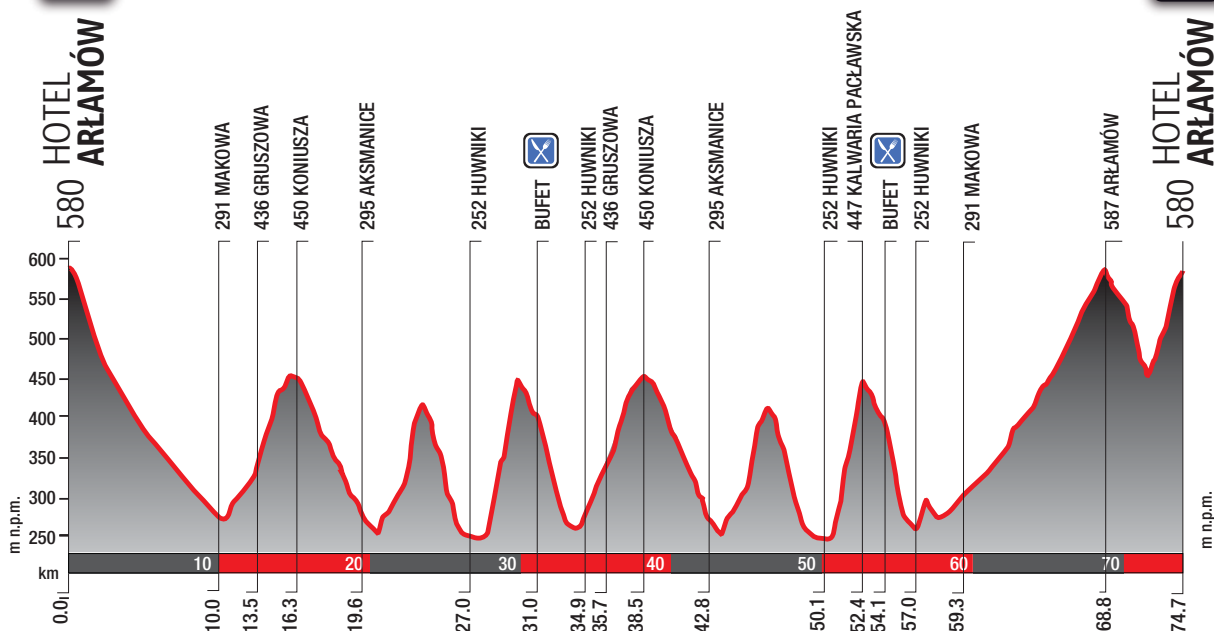 580 HOTEL
ARŁAMÓW
291 MAKOWA
436 GRUSZOWA
450 KONIUSZA
295 AKSMANICE
252 HUWNIKI
BUFET
252 HUWNIKI
436 GRUSZOWA
450 KONIUSZA
295 AKSMANICE
252 HUWNIKI
447 KALWARIA PACŁAWSKA
BUFET
252 HUWNIKI
291 MAKOWA
587 ARŁAMÓW
580 HOTEL
ARŁAMÓW
600
550
500
450
400
350
300
250
m n.p.m.
m n.p.m.
km
10
20
30
40
50
60
70
0.0
10.0
13.5
16.3
19.6
27.0
31.0
34.9
35.7
38.5
42.8
50.1
52.4
54.1
57.0
59.3
68.8
74.7